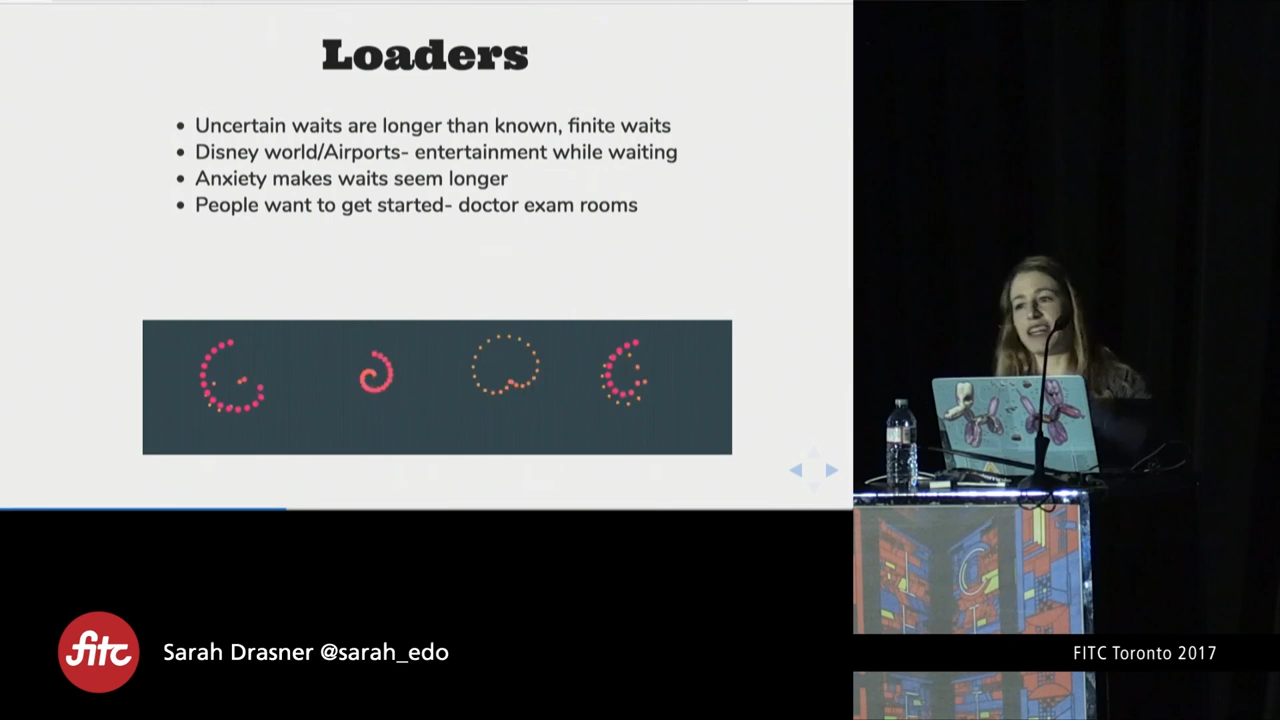 Loaders
• Uncertain waits are longer than known, finite waits
• Disney world/Airports- entertainment while waiting
• Anxiety makes waits seem longer
• People want to get started- doctor exam rooms
fitc
Sarah Drasner @sarah_edo
FITC Toronto 2017